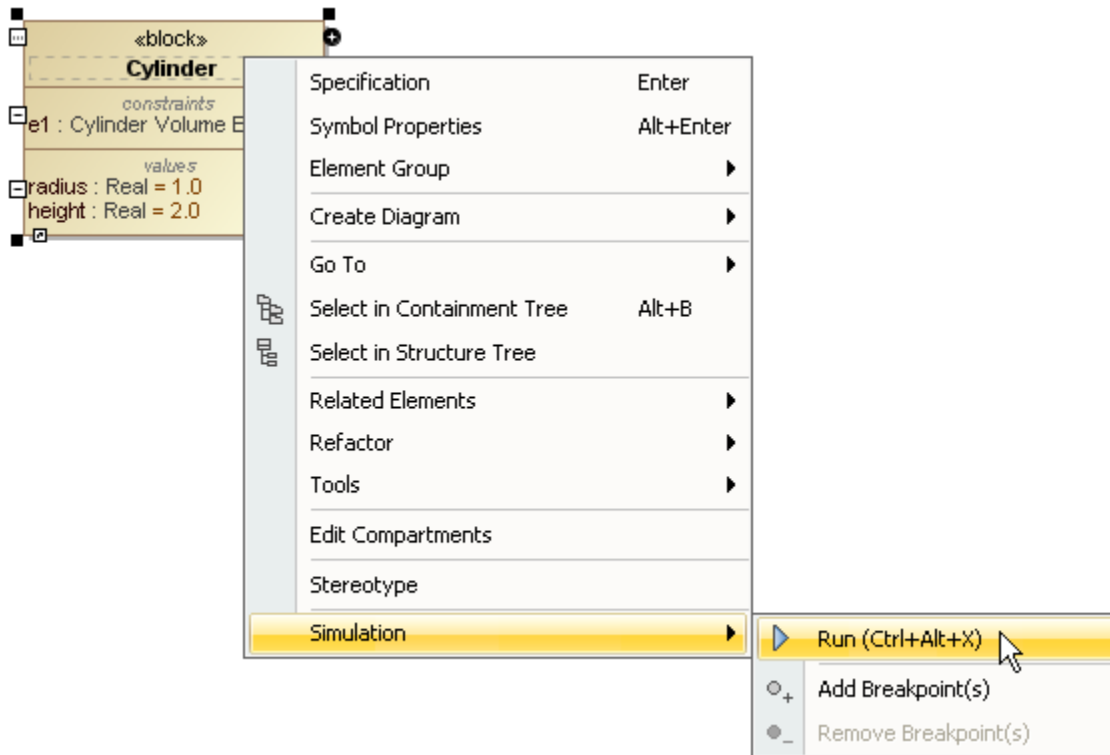 «block»
Cylinder
constraints
e1 : Cylinder Volume E
values
radius : Real = 1.0
height : Real = 2.0
Specification Enter
Symbol Properties Alt+Enter
Element Group
Create Diagram
Go To
Select in Containment Tree Alt+B
Select in Structure Tree
Related Elements
Refactor
Tools
Edit Compartments
Stereotype
Simulation
Run (Ctrl+Alt+X)
Add Breakpoint(s)
Remove Breakpoint(s)